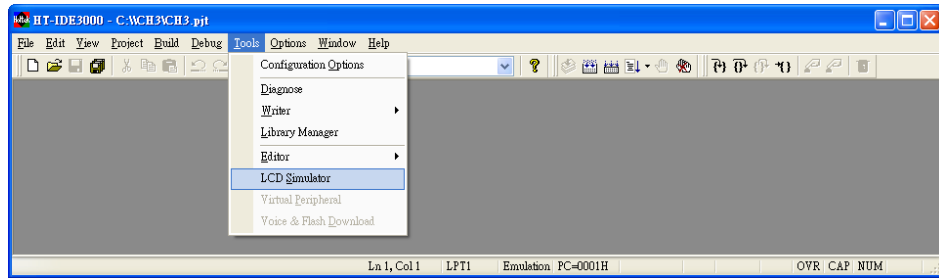 Holtek HT-IDE3000 - C:\\CH3\CH3.pjt
File Edit View Project Build Debug Tools Options Window Help
Configuration Options
Diagnose
Writer
Library Manager
Editor
LCD Simulator
Virtual Peripheral
Voice & Flash Download
Ln 1, Col 1 LPT1 Emulation PC=0001H OVR CAP NUM